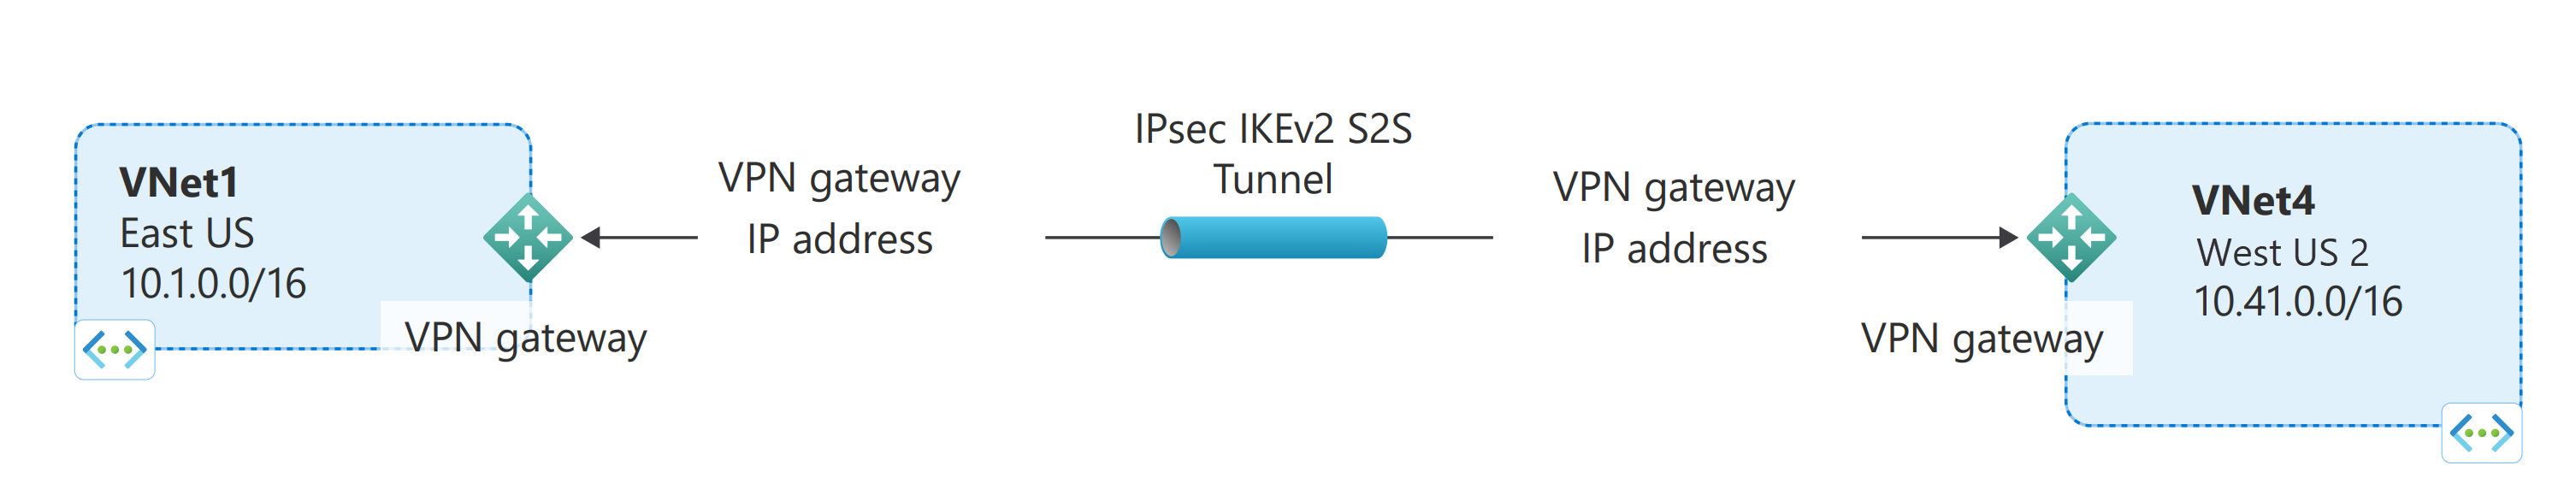 VNet1
East US
10.1.0.0/16
VPN gateway
VPN gateway
IP address
IPsec IKEv2 S2S
Tunnel
VPN gateway
IP address
VPN gateway
VNet4
West US 2
10.41.0.0/16